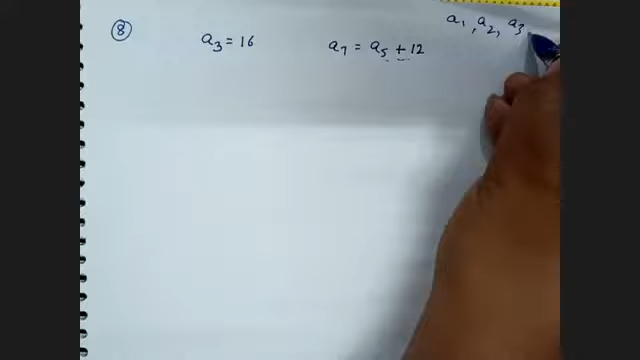 a₁, a₂, a₃
⑧ a₃ = 16 a₇ = a₅ + 12